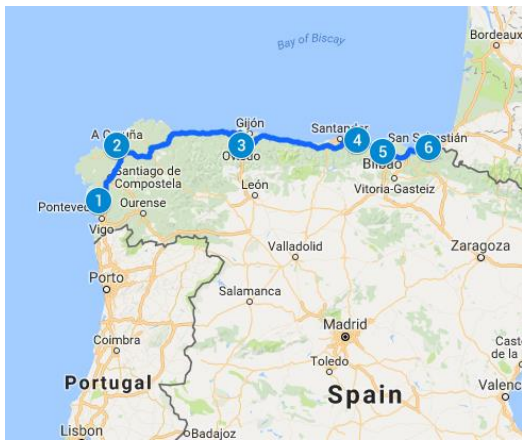 Bordeaux
Bay of Biscay
Gijón
A Coruña
2
3
Santander
4
San Sebastián
5
6
Oviedo
Bilbao
Santiago de
Compostela
León
Vitoria-Gasteiz
1
Pontevedra
Ourense
Vigo
Valladolid
Zaragoza
Porto
Salamanca
Madrid
Coimbra
Toledo
Portugal
Spain
Lisbon
Badajoz